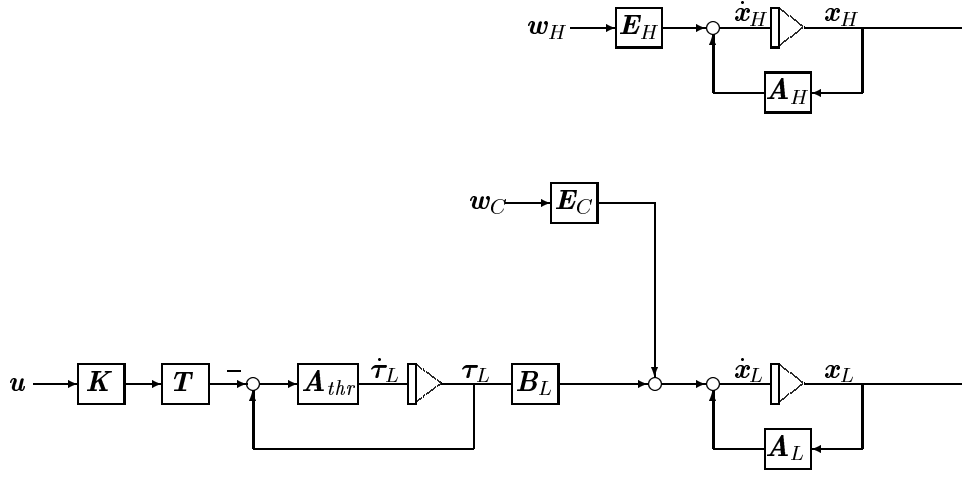 w_H E_H ẋ_H x_H
A_H
w_C E_C
u K T − A_thr τ̇_L τ_L B_L ẋ_L x_L
A_L